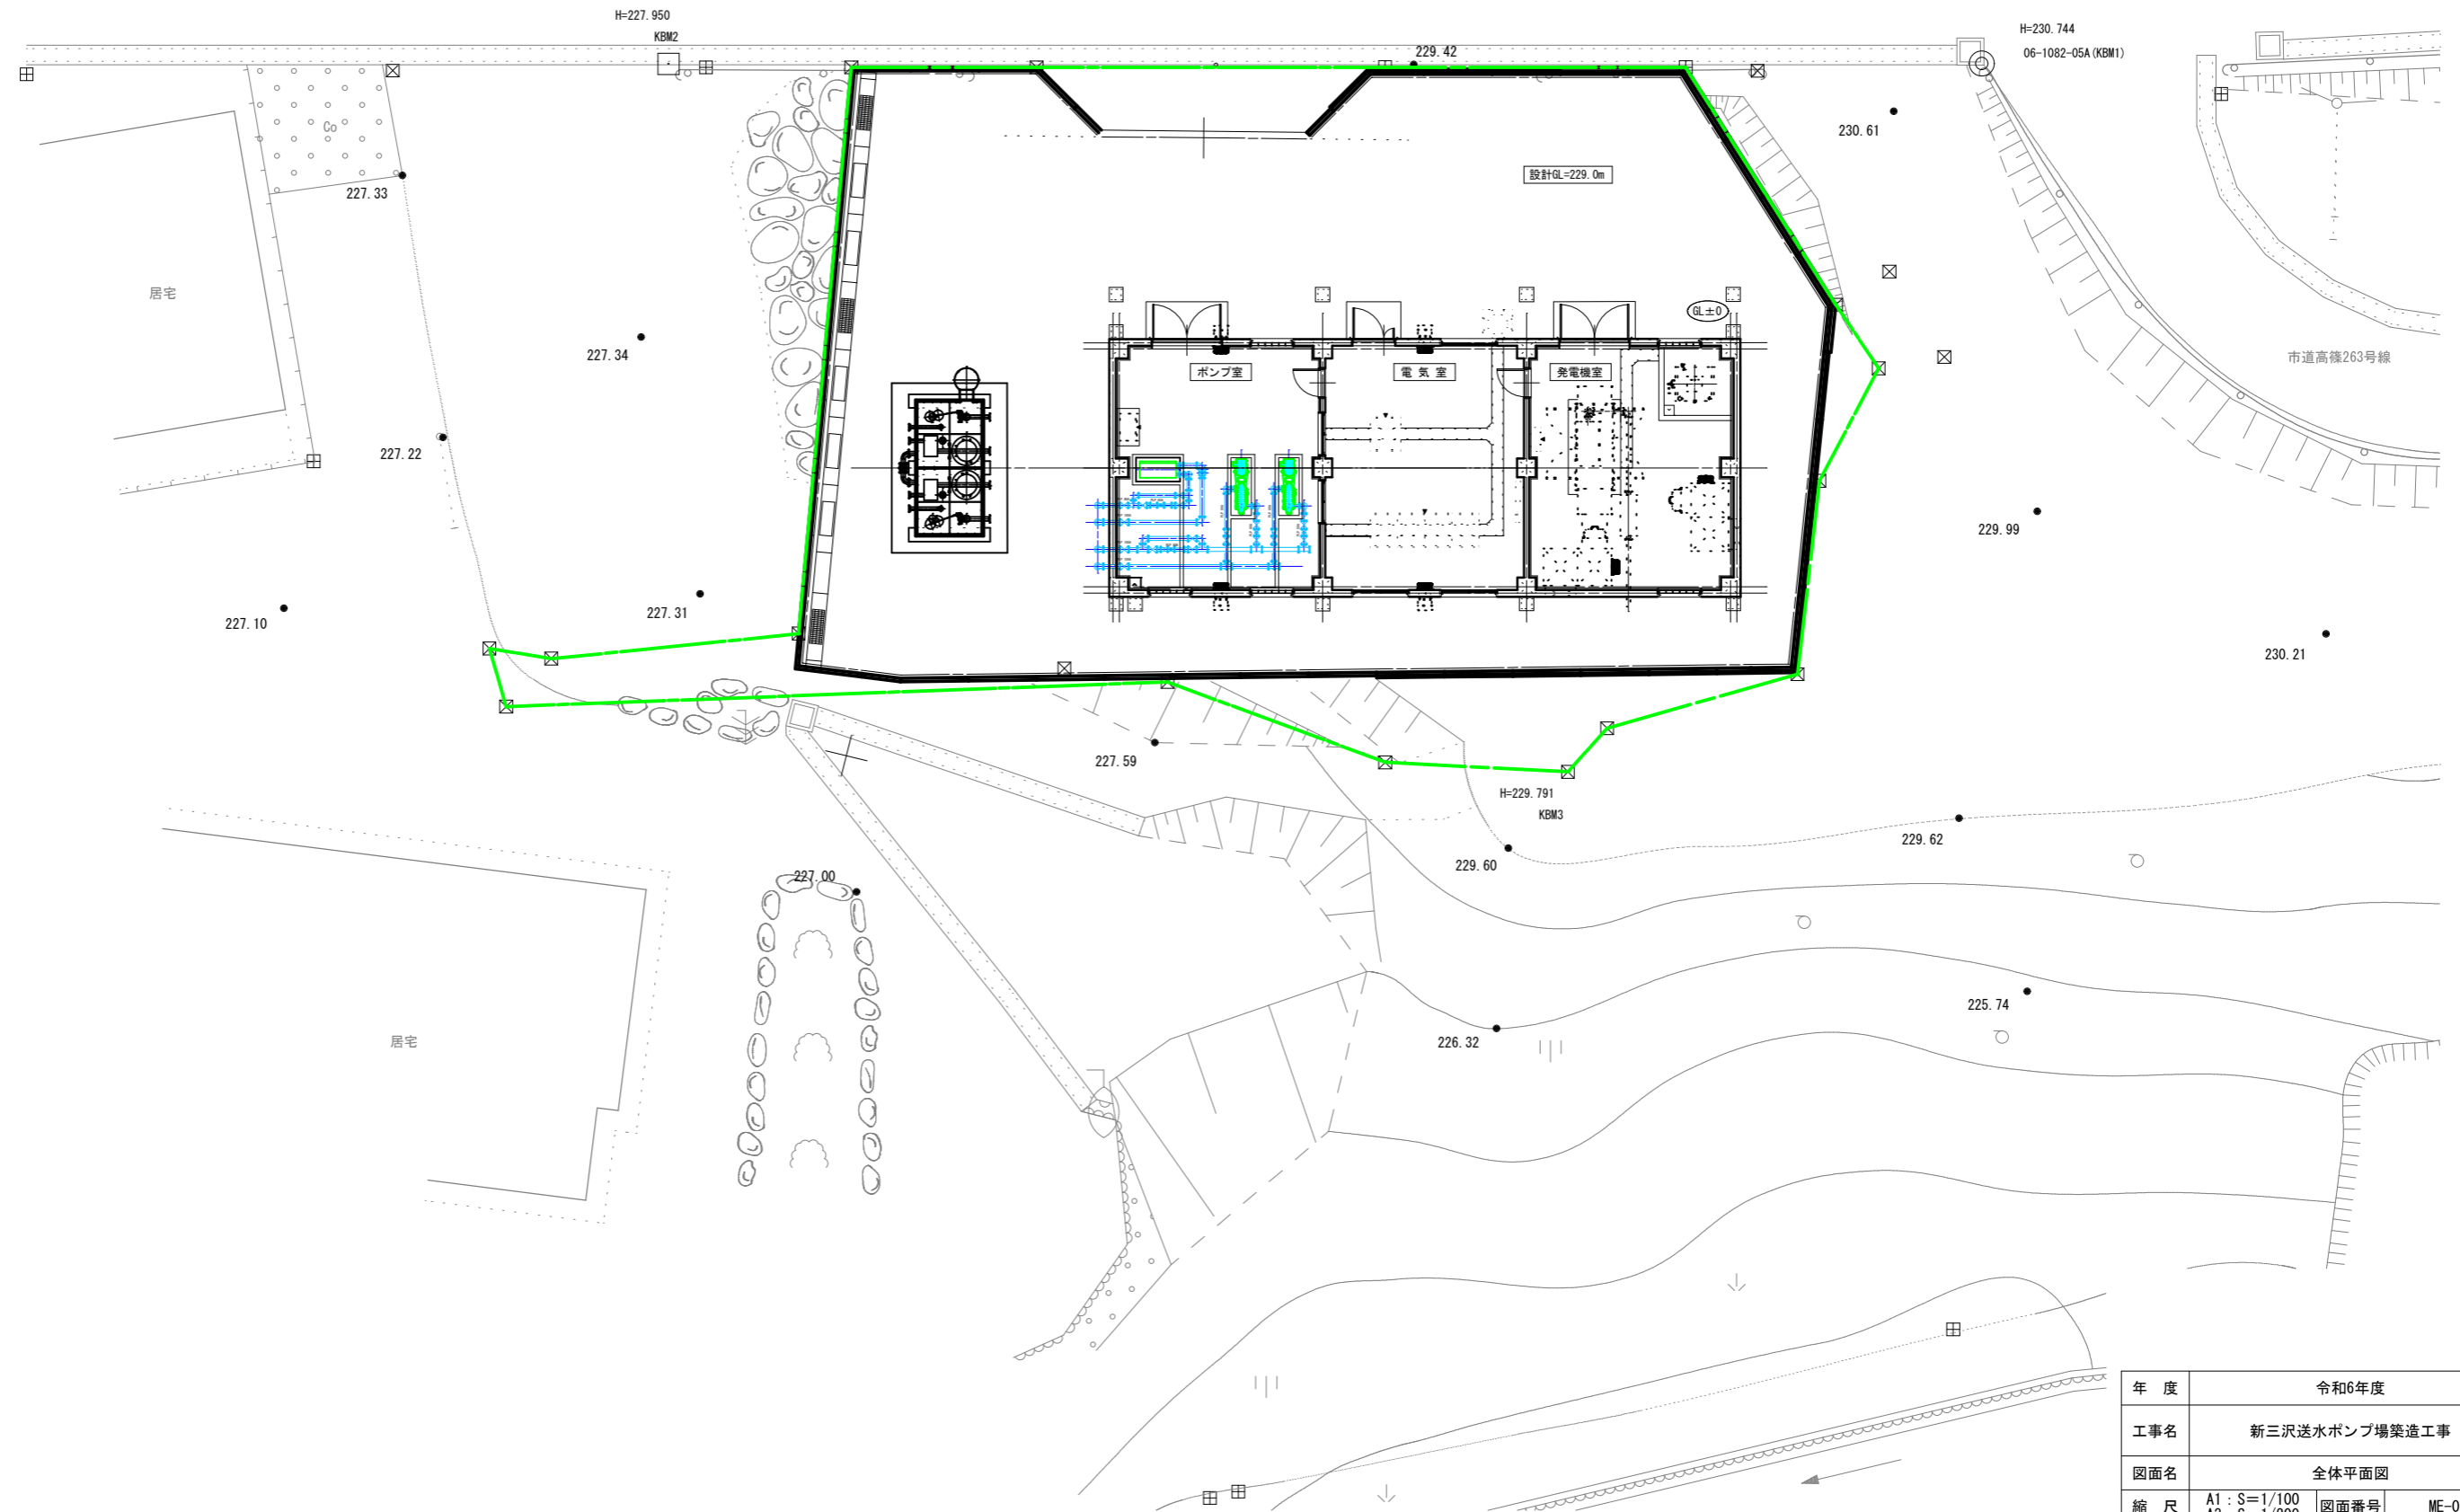 H=227.950
KBM2
229.42
H=230.744
06-1082-05A(KBM1)
Co
230.61
227.33
設計GL=229.0m
居宅
GL±0
227.34
市道高篠263号線
ポンプ室
電 気 室
発電機室
227.22
229.99
227.31
227.10
230.21
227.59
H=229.791
KBM3
229.62
229.60
227.00
225.74
226.32
居宅
年 度 令和6年度
工事名 新三沢送水ポンプ場築造工事
図面名 全体平面図
縮 尺 A1：S＝1/100 図面番号